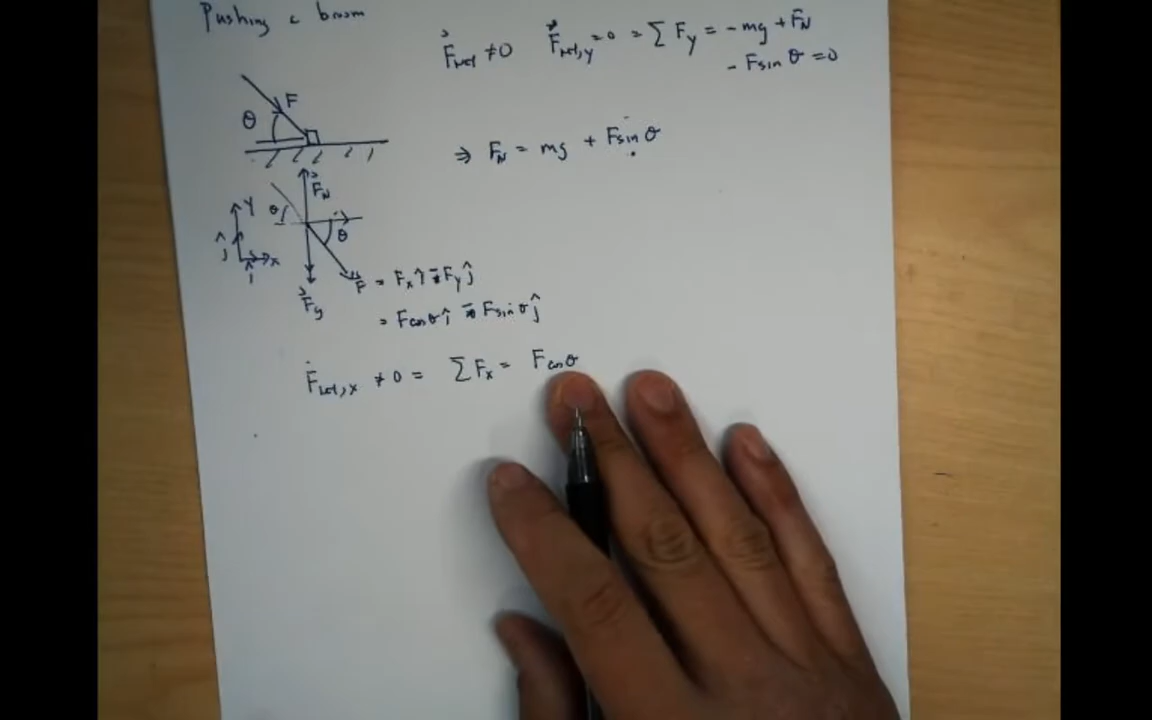 Pushing a broom
F⃗net ≠ 0 F⃗net,y = 0 = ∑ Fy = -mg + FN
- F sin θ = 0
F
θ
⇒ FN = mg + F sin θ
F⃗N
y
θ
θ
ĵ
x
î
F⃗g
F⃗ = Fx î - Fy ĵ
= F cos θ î - F sin θ ĵ
F⃗net,x ≠ 0 = ∑ Fx = F cos θ